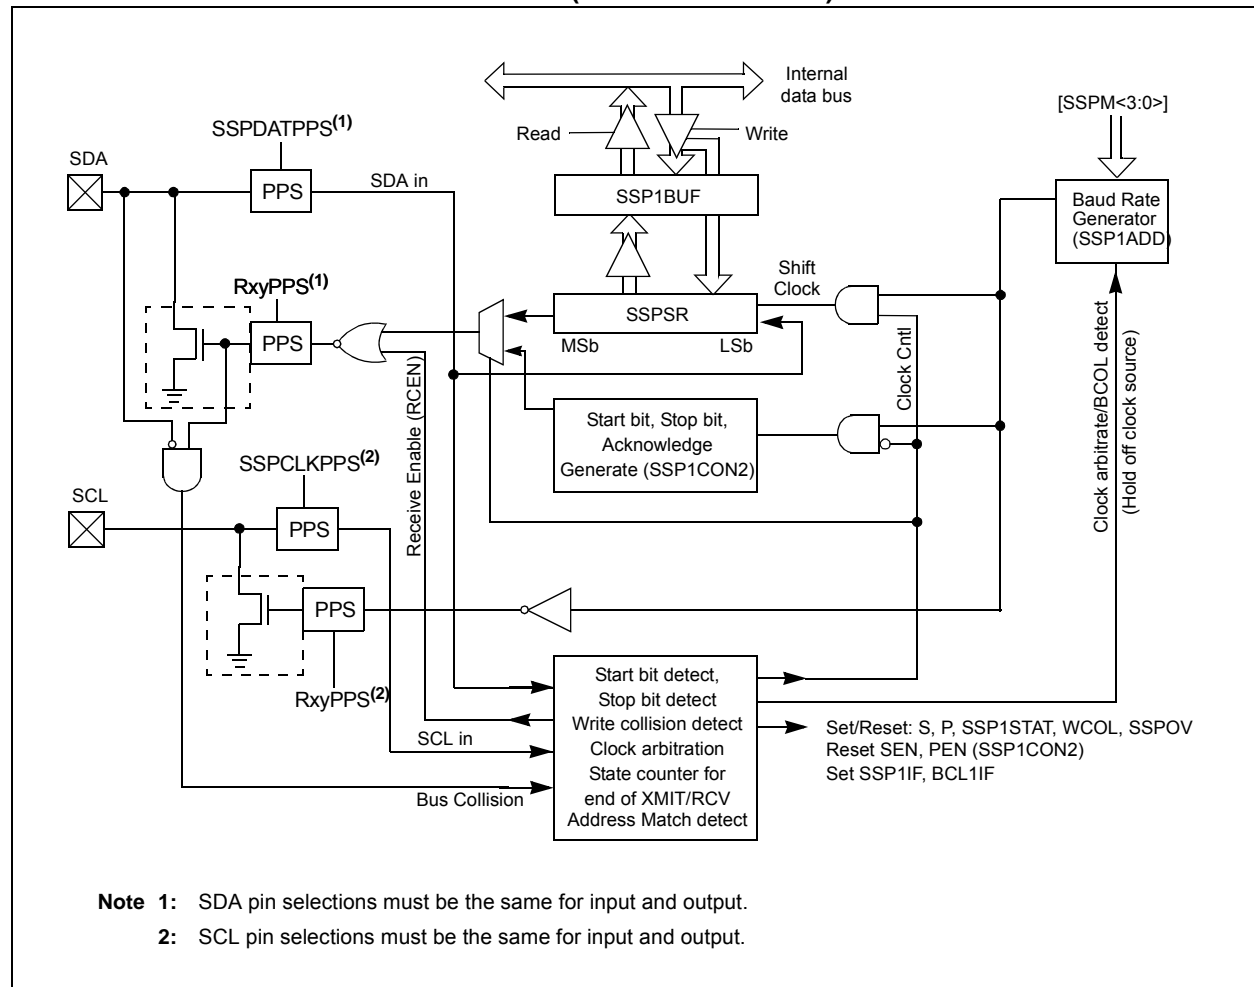 Internal
data bus
[SSPM<3:0>]
SSPDATPPS(1)
Read
Write
SDA
PPS
SDA in
SSP1BUF
Baud Rate
Generator
(SSP1ADD)
Shift
Clock
RxyPPS(1)
PPS
SSPSR
MSb
LSb
Clock Cntl
Clock arbitrate/BCOL detect
(Hold off clock source)
Receive Enable (RCEN)
Start bit, Stop bit,
Acknowledge
Generate (SSP1CON2)
SSPCLKPPS(2)
SCL
PPS
PPS
RxyPPS(2)
Start bit detect,
Stop bit detect
Write collision detect
Clock arbitration
State counter for
end of XMIT/RCV
Address Match detect
SCL in
Bus Collision
Set/Reset: S, P, SSP1STAT, WCOL, SSPOV
Reset SEN, PEN (SSP1CON2)
Set SSP1IF, BCL1IF
Note 1: SDA pin selections must be the same for input and output.
2: SCL pin selections must be the same for input and output.